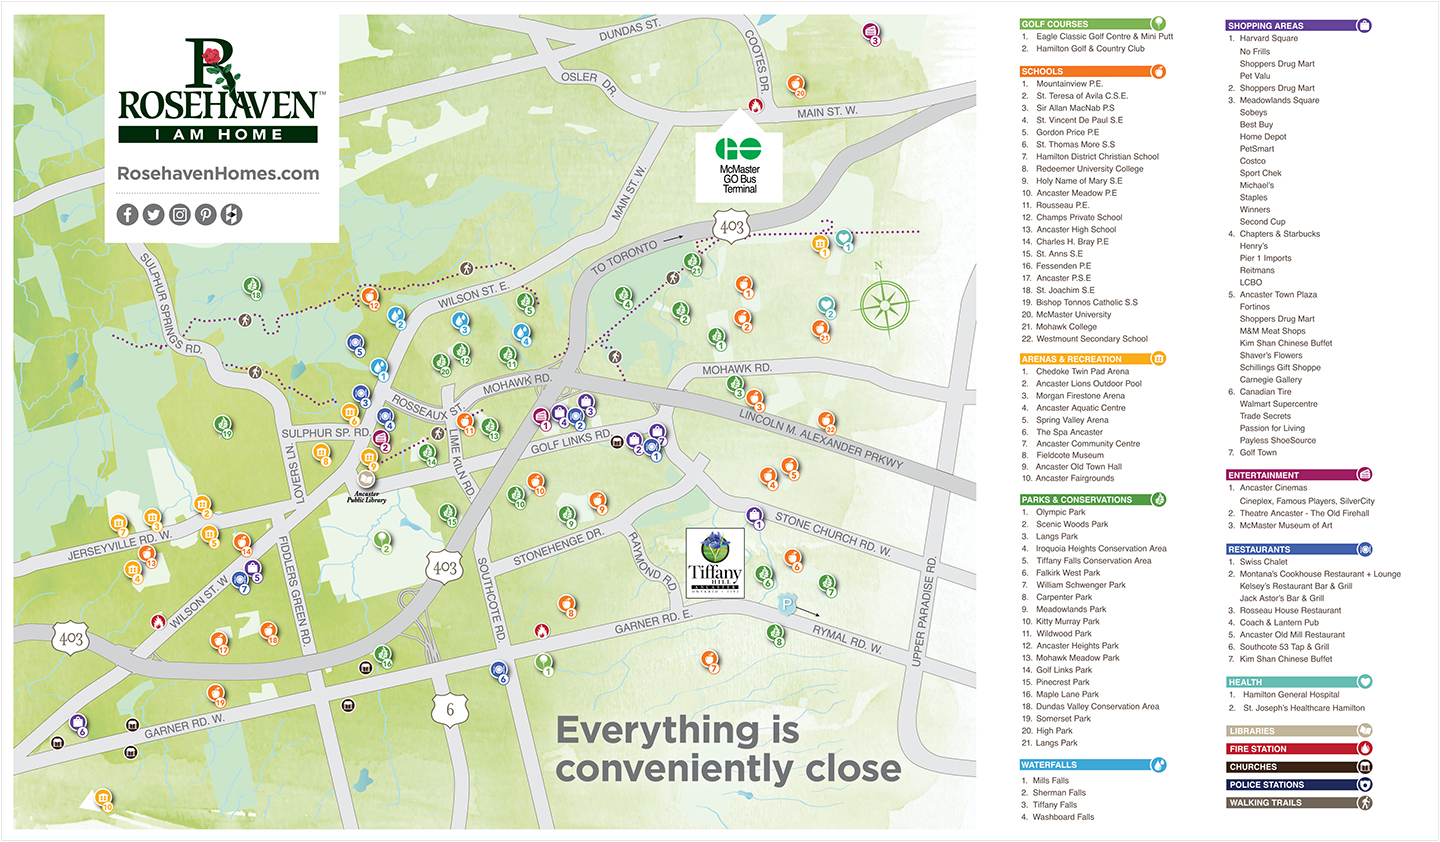 ROSEHAVEN™
I AM HOME
RosehavenHomes.com
DUNDAS ST.
COOTES DR.
OSLER DR.
MAIN ST. W.
GO
McMaster
GO Bus
Terminal
MAIN ST. W.
403
TO TORONTO
N
SULPHUR SPRINGS RD.
WILSON ST. E.
MOHAWK RD.
MOHAWK RD.
ROSSEAUX ST.
LINCOLN M. ALEXANDER PRKWY
SULPHUR SP. RD.
GOLF LINKS RD.
LIME KILN RD.
LOVERS LN
Ancaster
Public Library
STONE CHURCH RD. W.
JERSEYVILLE RD. W.
STONEHENGE DR.
RAYMOND RD.
FIDDLERS GREEN RD.
403
SOUTHCOTE RD.
Tiffany
HILL
ANCASTER
WILSON ST. W.
P
GARNER RD. E.
RYMAL RD. W.
UPPER PARADISE RD.
403
6
GARNER RD. W.
Everything is
conveniently close
GOLF COURSES
1. Eagle Classic Golf Centre & Mini Putt
2. Hamilton Golf & Country Club
SCHOOLS
1. Mountainview P.E.
2. St. Teresa of Avila C.S.E.
3. Sir Allan MacNab P.S
4. St. Vincent De Paul S.E
5. Gordon Price P.E
6. St. Thomas More S.S
7. Hamilton District Christian School
8. Redeemer University College
9. Holy Name of Mary S.E
10. Ancaster Meadow P.E
11. Rousseau P.E.
12. Champs Private School
13. Ancaster High School
14. Charles H. Bray P.E
15. St. Anns S.E
16. Fessenden P.E
17. Ancaster P.S.E
18. St. Joachim S.E
19. Bishop Tonnos Catholic S.S
20. McMaster University
21. Mohawk College
22. Westmount Secondary School
ARENAS & RECREATION
1. Chedoke Twin Pad Arena
2. Ancaster Lions Outdoor Pool
3. Morgan Firestone Arena
4. Ancaster Aquatic Centre
5. Spring Valley Arena
6. The Spa Ancaster
7. Ancaster Community Centre
8. Fieldcote Museum
9. Ancaster Old Town Hall
10. Ancaster Fairgrounds
PARKS & CONSERVATIONS
1. Olympic Park
2. Scenic Woods Park
3. Langs Park
4. Iroquoia Heights Conservation Area
5. Tiffany Falls Conservation Area
6. Falkirk West Park
7. William Schwenger Park
8. Carpenter Park
9. Meadowlands Park
10. Kitty Murray Park
11. Wildwood Park
12. Ancaster Heights Park
13. Mohawk Meadow Park
14. Golf Links Park
15. Pinecrest Park
16. Maple Lane Park
18. Dundas Valley Conservation Area
19. Somerset Park
20. High Park
21. Langs Park
WATERFALLS
1. Mills Falls
2. Sherman Falls
3. Tiffany Falls
4. Washboard Falls
SHOPPING AREAS
1. Harvard Square
No Frills
Shoppers Drug Mart
Pet Valu
2. Shoppers Drug Mart
3. Meadowlands Square
Sobeys
Best Buy
Home Depot
PetSmart
Costco
Sport Chek
Michael's
Staples
Winners
Second Cup
4. Chapters & Starbucks
Henry's
Pier 1 Imports
Reitmans
LCBO
5. Ancaster Town Plaza
Fortinos
Shoppers Drug Mart
M&M Meat Shops
Kim Shan Chinese Buffet
Shaver's Flowers
Schillings Gift Shoppe
Carnegie Gallery
6. Canadian Tire
Walmart Supercentre
Trade Secrets
Passion for Living
Payless ShoeSource
7. Golf Town
ENTERTAINMENT
1. Ancaster Cinemas
Cineplex, Famous Players, SilverCity
2. Theatre Ancaster - The Old Firehall
3. McMaster Museum of Art
RESTAURANTS
1. Swiss Chalet
2. Montana's Cookhouse Restaurant + Lounge
Kelsey's Restaurant Bar & Grill
Jack Astor's Bar & Grill
3. Rosseau House Restaurant
4. Coach & Lantern Pub
5. Ancaster Old Mill Restaurant
6. Southcote 53 Tap & Grill
7. Kim Shan Chinese Buffet
HEALTH
1. Hamilton General Hospital
2. St. Joseph's Healthcare Hamilton
LIBRARIES
FIRE STATION
CHURCHES
POLICE STATIONS
WALKING TRAILS